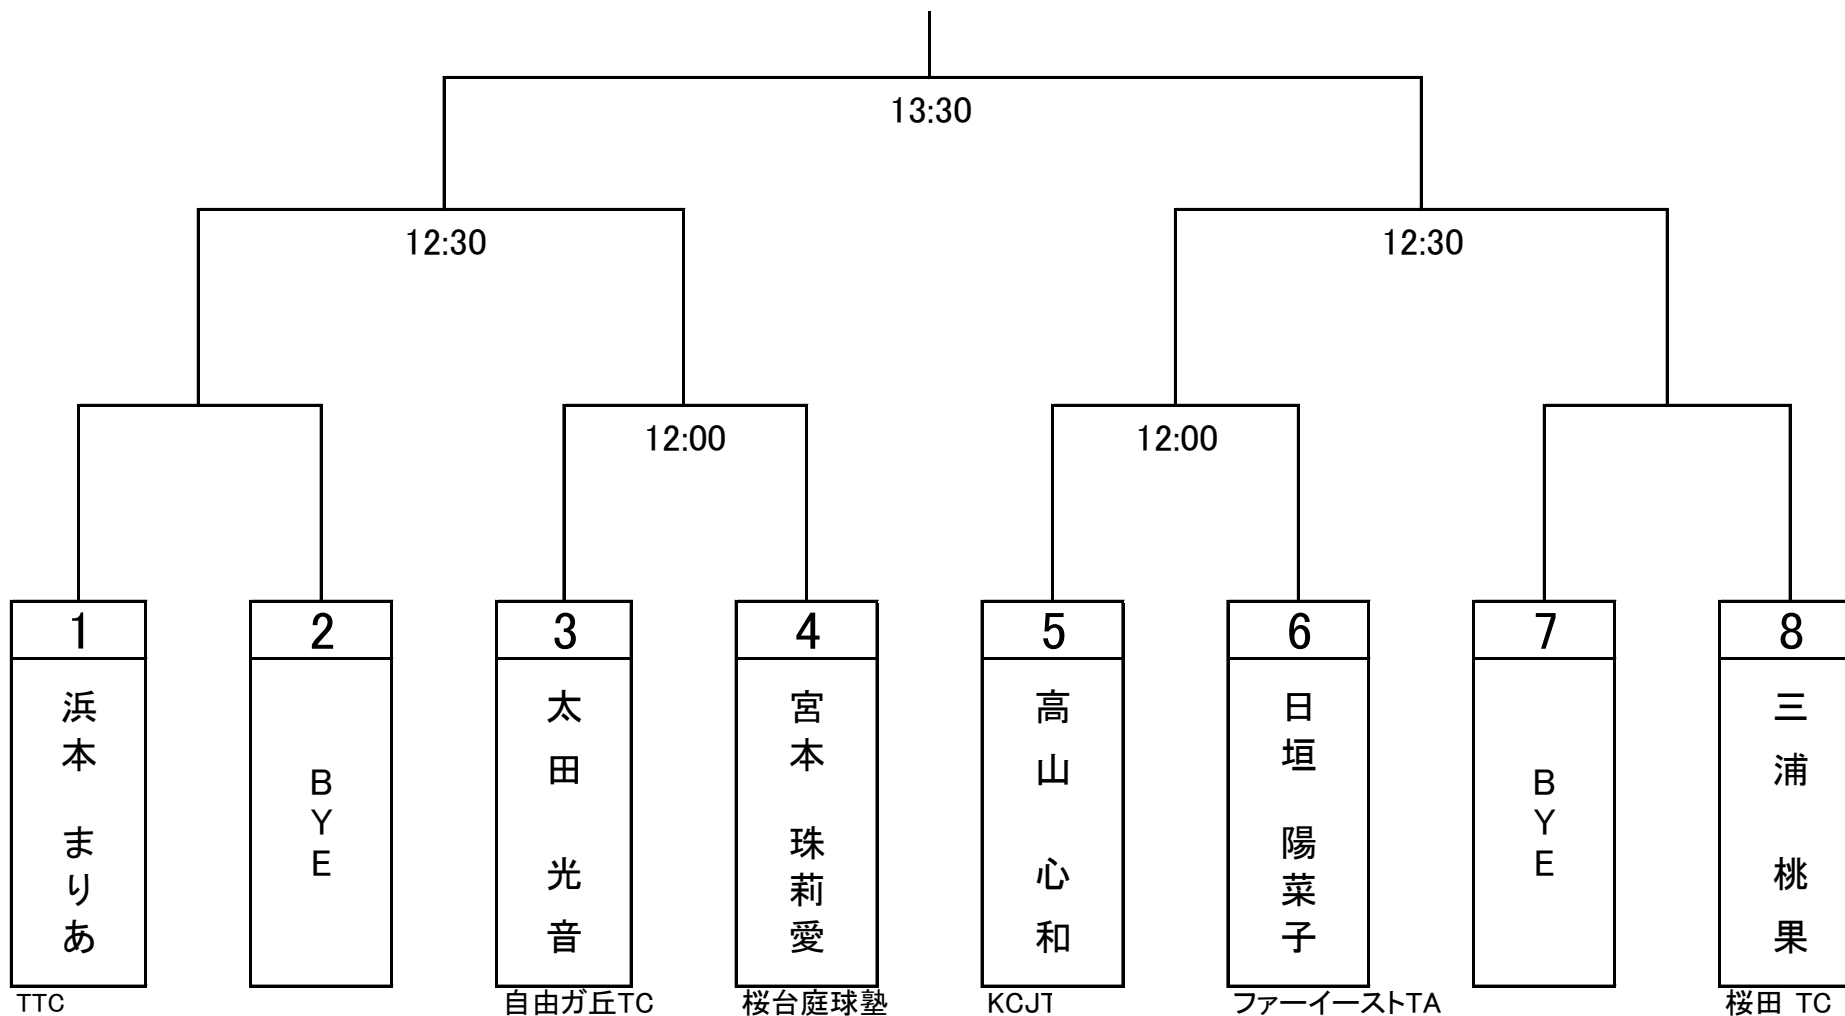 13:30
12:30
12:30
12:00
12:00
1
2
3
4
5
6
7
8
浜本 まりあ
BYE
太田 光音
宮本 珠莉愛
高山 心和
日垣 陽菜子
BYE
三浦 桃果
TTC
自由ガ丘TC
桜台庭球塾
KCJT
ファーイーストTA
桜田 TC